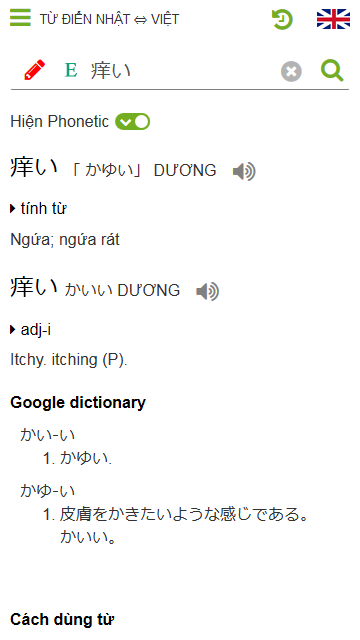 TỪ ĐIỂN NHẬT ⇔ VIỆT
E 痒い
Hiện Phonetic
痒い 「 かゆい」 DƯƠNG
tính từ
Ngứa; ngứa rát
痒い かいい DƯƠNG
adj-i
Itchy. itching (P).
Google dictionary
かい-い
1. かゆい.
かゆ-い
1. 皮膚をかきたいような感じである。
かいい。
Cách dùng từ